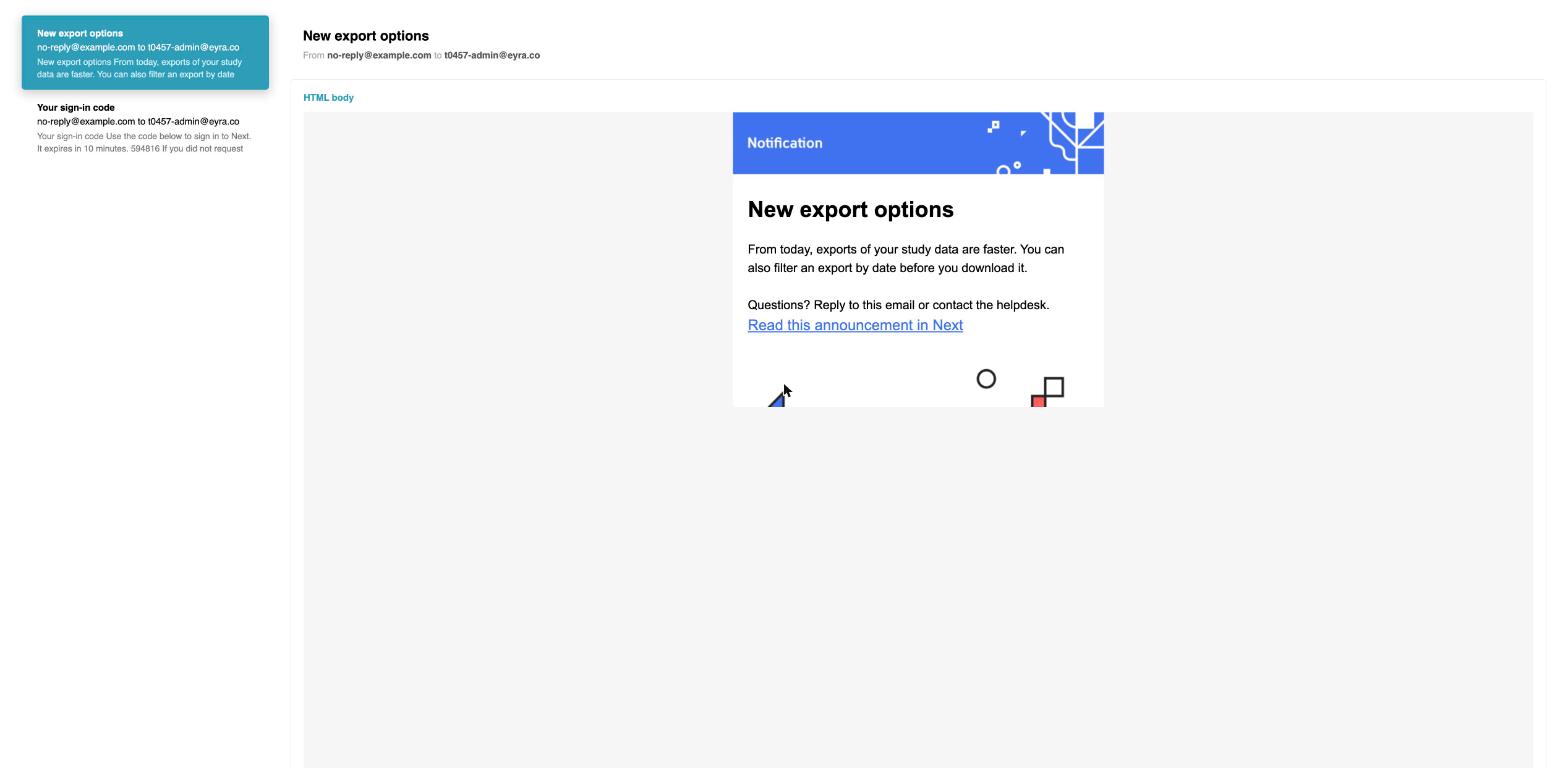 New export options
no-reply@example.com to t0457-admin@eyra.co
New export options From today, exports of your study
data are faster. You can also filter an export by date
Your sign-in code
no-reply@example.com to t0457-admin@eyra.co
Your sign-in code Use the code below to sign in to Next.
It expires in 10 minutes. 594816 If you did not request
New export options
From no-reply@example.com to t0457-admin@eyra.co
HTML body
Notification
New export options
From today, exports of your study data are faster. You can
also filter an export by date before you download it.
Questions? Reply to this email or contact the helpdesk.
Read this announcement in Next